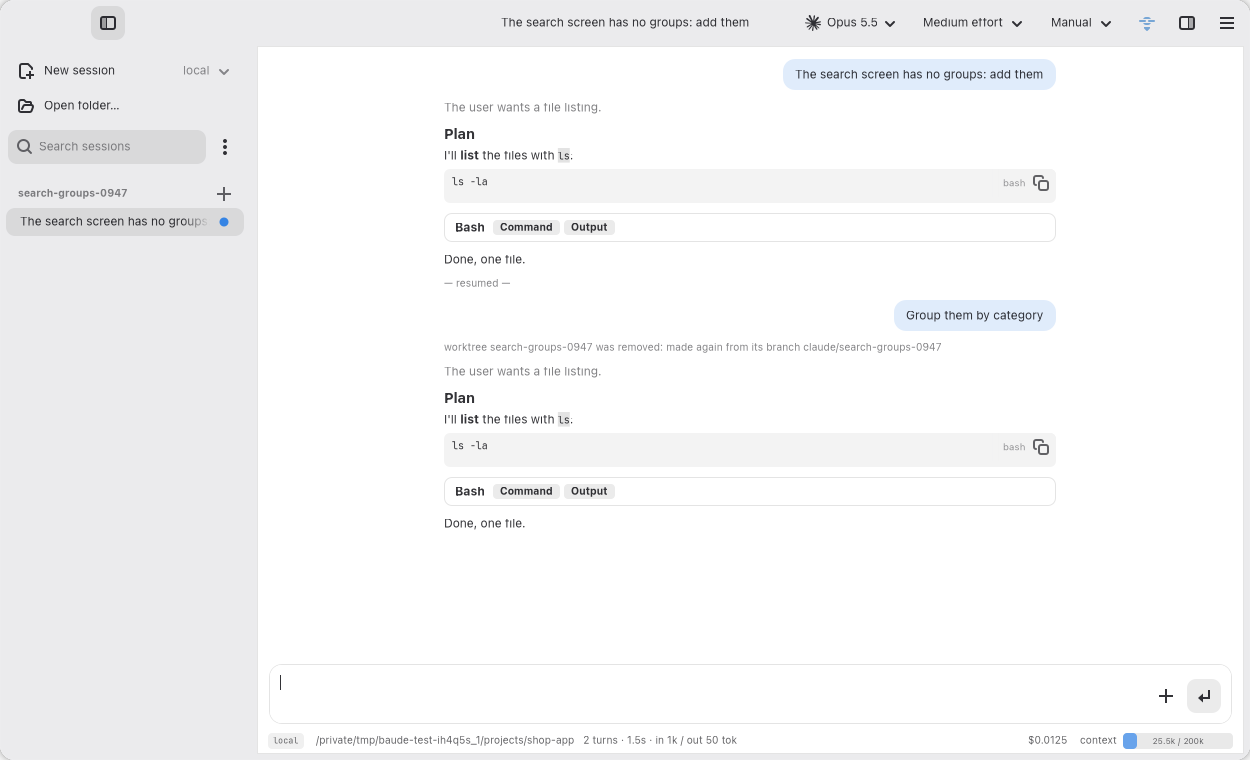 The search screen has no groups: add them
Opus 5.5
Medium effort
Manual
New session
local
Open folder...
Search sessions
search-groups-0947
The search screen has no groups
The search screen has no groups: add them
The user wants a file listing.
Plan
I'll list the files with ls.
ls -la
bash
Bash Command Output
Done, one file.
— resumed —
Group them by category
worktree search-groups-0947 was removed: made again from its branch claude/search-groups-0947
The user wants a file listing.
Plan
I'll list the files with ls.
ls -la
bash
Bash Command Output
Done, one file.
local /private/tmp/baude-test-ih4q5s_1/projects/shop-app 2 turns · 1.5s · in 1k / out 50 tok
$0.0125 context 25.5k / 200k